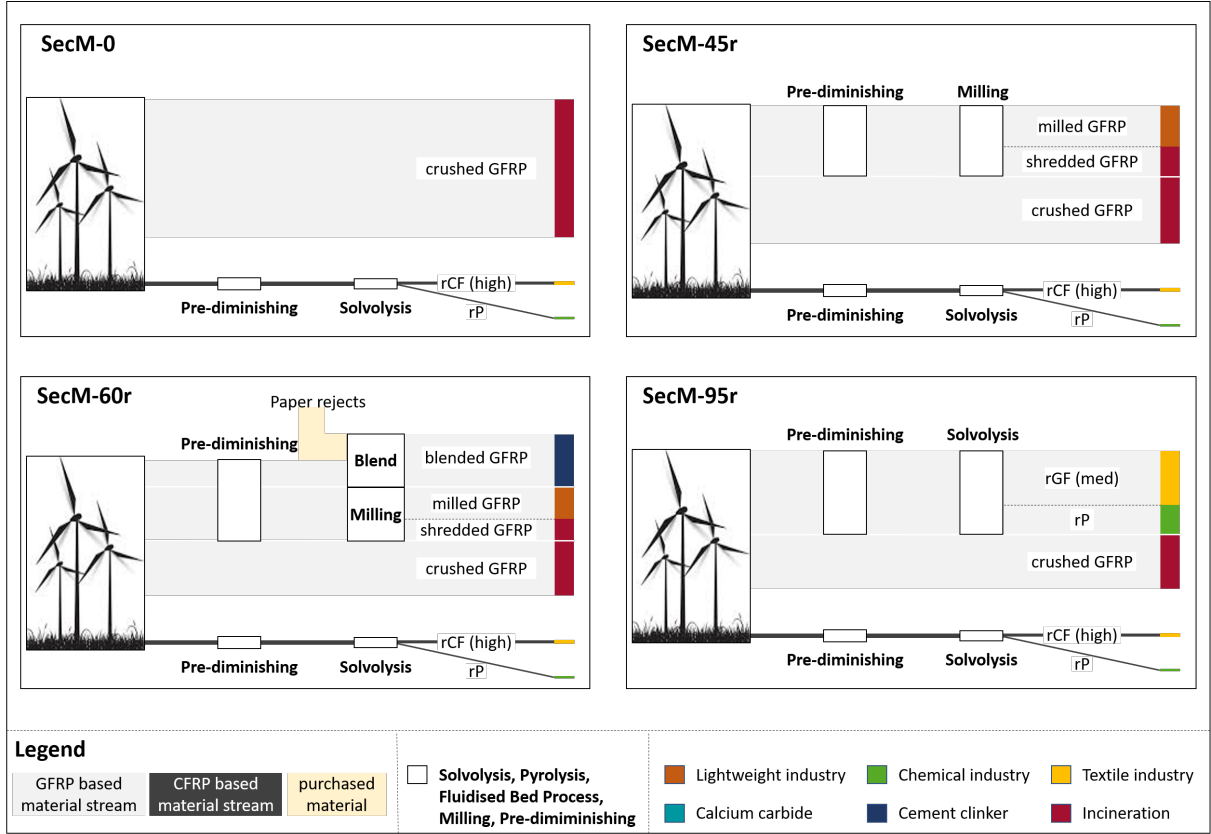 SecM-0
crushed GFRP
rCF (high)
Pre-diminishing
Solvolysis
rP
SecM-45r
Pre-diminishing
Milling
milled GFRP
shredded GFRP
crushed GFRP
rCF (high)
Pre-diminishing
Solvolysis
rP
SecM-60r
Paper rejects
Pre-diminishing
Blend
blended GFRP
Milling
milled GFRP
shredded GFRP
crushed GFRP
rCF (high)
Pre-diminishing
Solvolysis
rP
SecM-95r
Pre-diminishing
Solvolysis
rGF (med)
rP
crushed GFRP
rCF (high)
Pre-diminishing
Solvolysis
rP
Legend
GFRP based
material stream
CFRP based
material stream
purchased
material
Solvolysis, Pyrolysis,
Fluidised Bed Process,
Milling, Pre-dimiminishing
Lightweight industry
Chemical industry
Textile industry
Calcium carbide
Cement clinker
Incineration